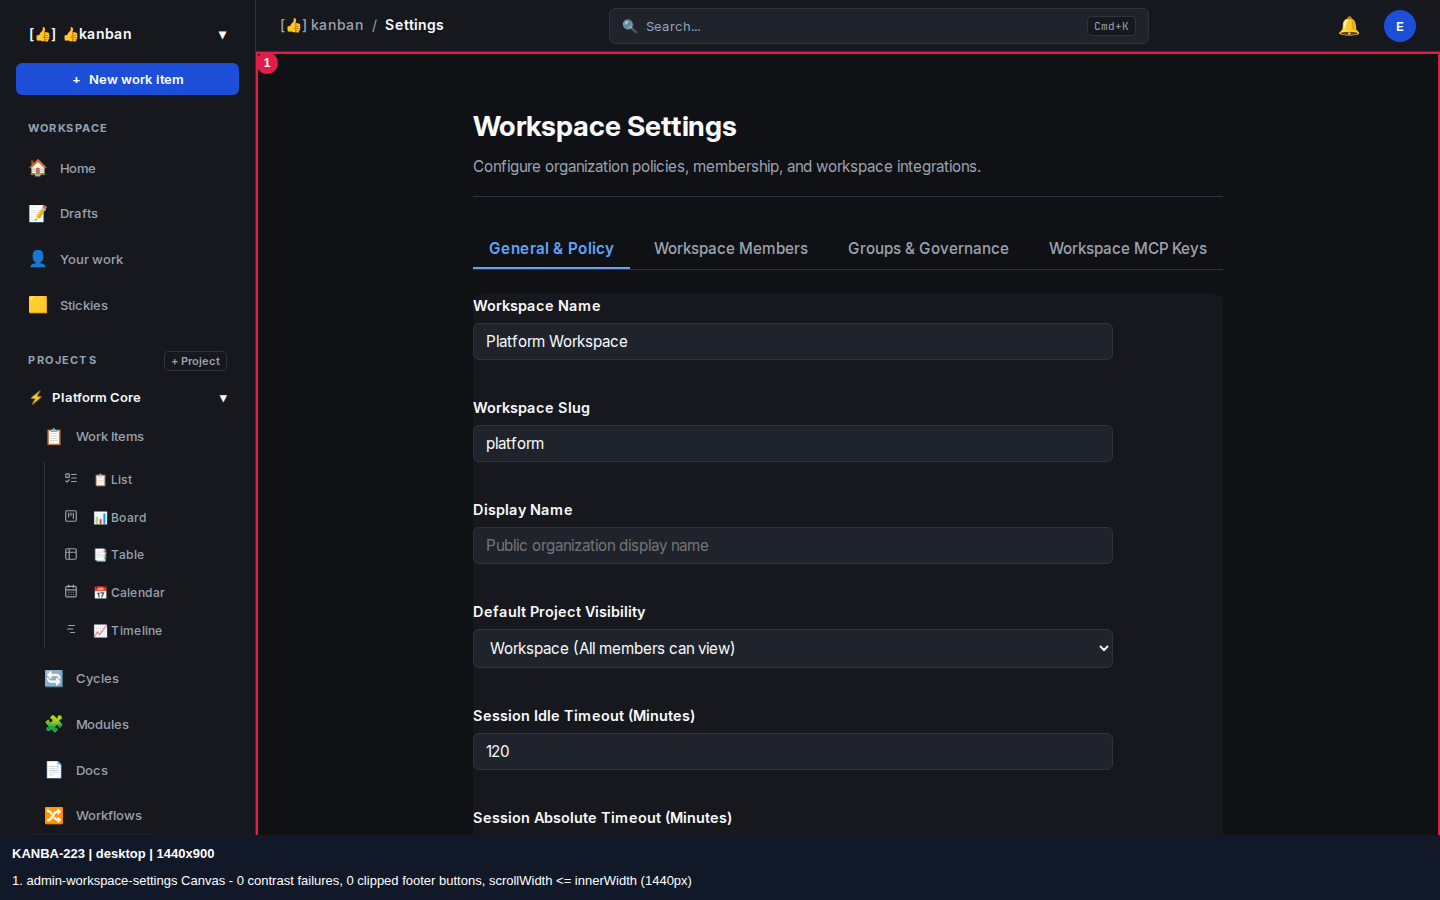 [👍] 👍kanban ▼
+ New work item
WORKSPACE
🏠 Home
📝 Drafts
👤 Your work
🟨 Stickies
PROJECTS
+ Project
⚡ Platform Core ▼
📋 Work Items
📋 List
📊 Board
📑 Table
📅 Calendar
📈 Timeline
🔄 Cycles
🧩 Modules
📄 Docs
🔀 Workflows
[👍] kanban / Settings
🔍 Search...
Cmd+K
🔔
E
1
Workspace Settings
Configure organization policies, membership, and workspace integrations.
General & Policy
Workspace Members
Groups & Governance
Workspace MCP Keys
Workspace Name
Platform Workspace
Workspace Slug
platform
Display Name
Public organization display name
Default Project Visibility
Workspace (All members can view)
Session Idle Timeout (Minutes)
120
Session Absolute Timeout (Minutes)
KANBA-223 | desktop | 1440x900
1. admin-workspace-settings Canvas - 0 contrast failures, 0 clipped footer buttons, scrollWidth <= innerWidth (1440px)